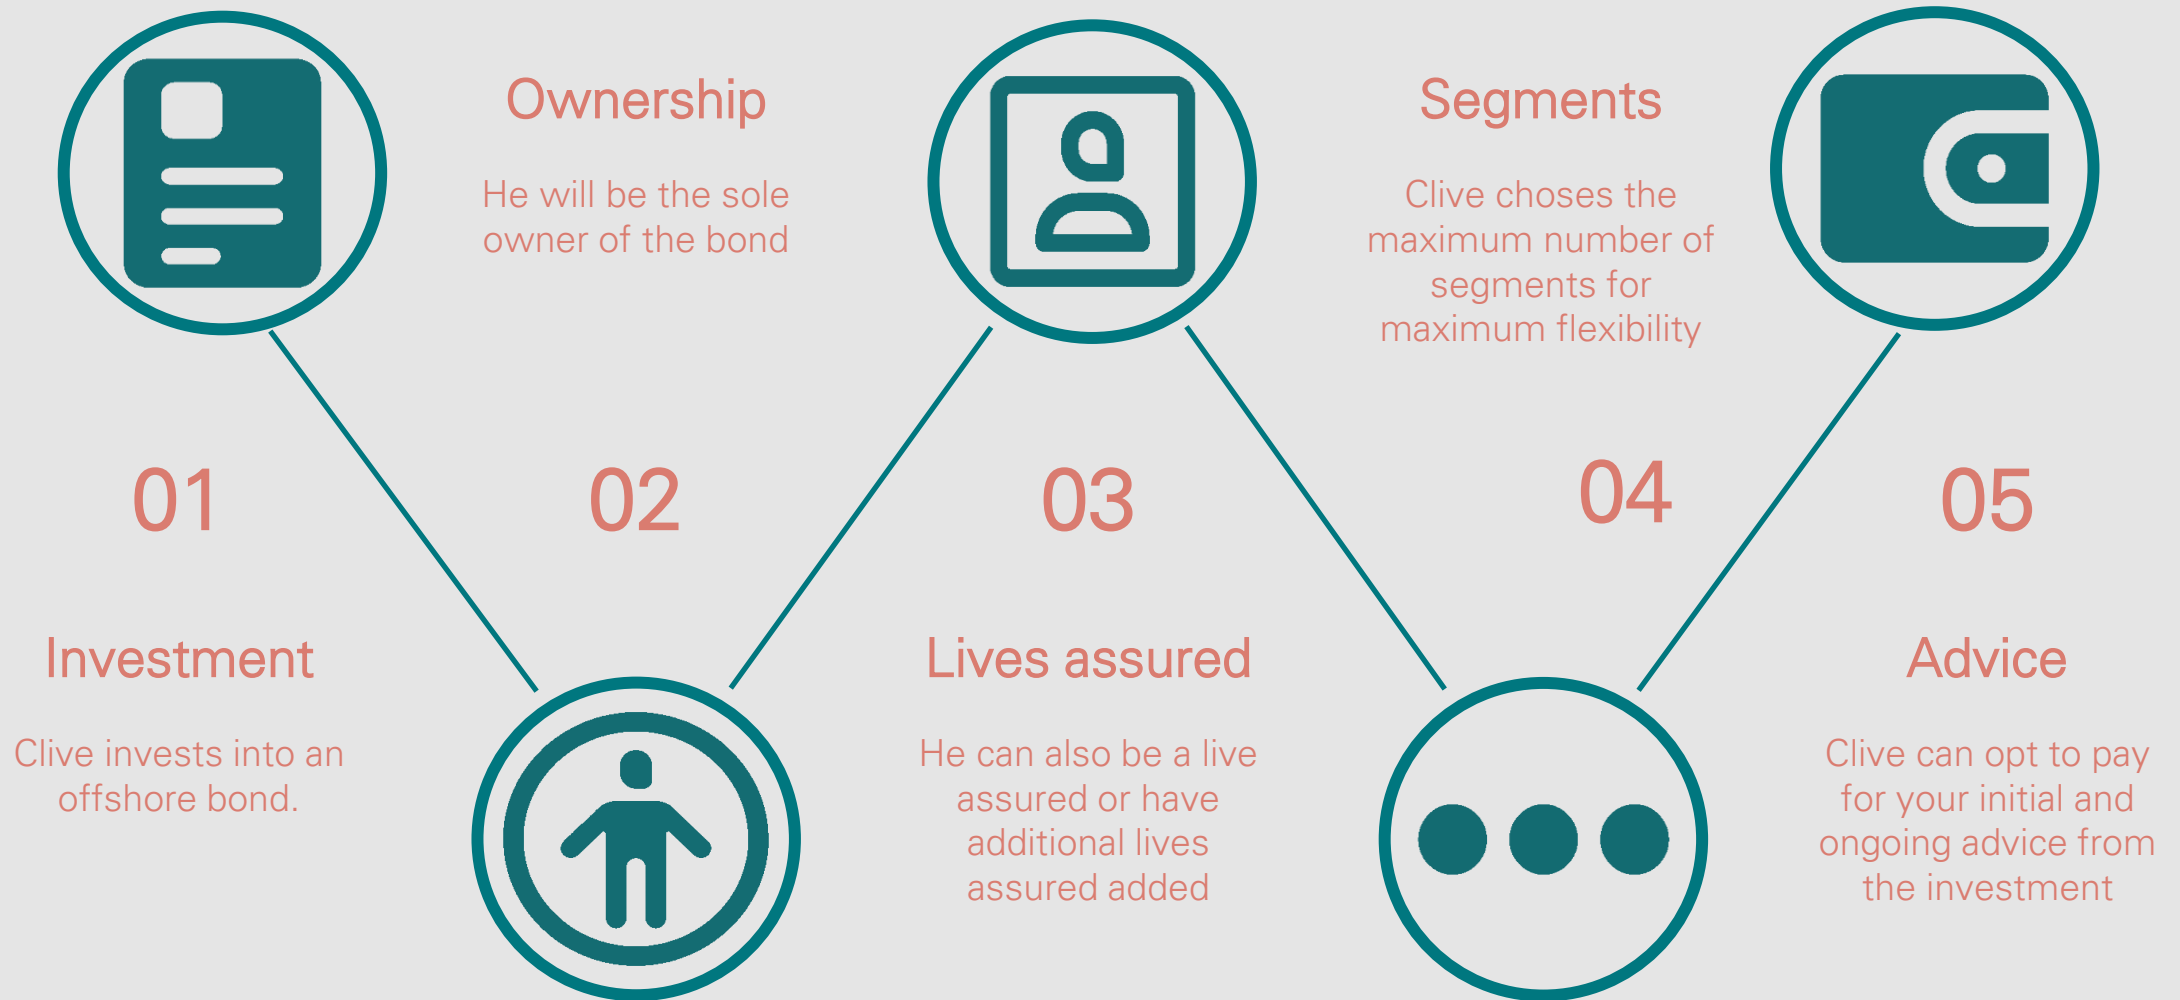 01
Investment
Clive invests into an
offshore bond.
Ownership
He will be the sole
owner of the bond
02
03
Lives assured
He can also be a live
assured or have
additional lives
assured added
Segments
Clive choses the
maximum number of
segments for
maximum flexibility
04
05
Advice
Clive can opt to pay
for your initial and
ongoing advice from
the investment